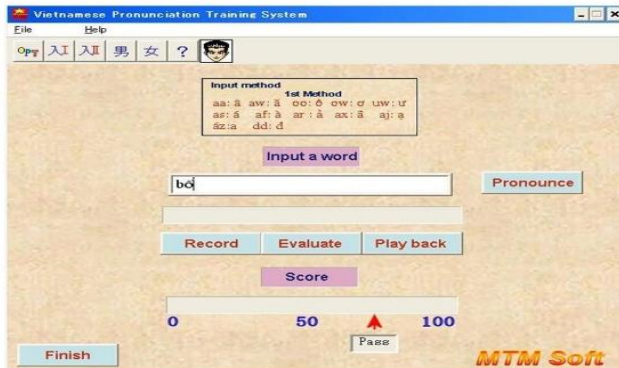 Vietnamese Pronunciation Training System
File Help
OPT 入I 入II 男 女 ?
Input method
1st Method
aa: â aw: ă oo: ô ow: ơ uw: ư
as: á af: à ar: ả ax: ã aj: ạ
áz:a dd: đ
Input a word
bố
Pronounce
Record Evaluate Play back
Score
0 50 100
Pass
Finish
MTM Soft